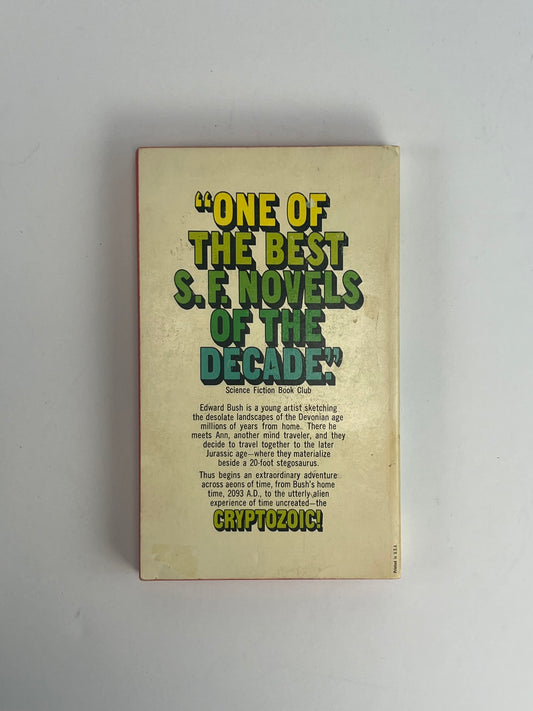 “ONE OF
THE BEST
S.F. NOVELS
OF THE
DECADE.”
Science Fiction Book Club
Edward Bush is a young artist sketching
the desolate landscapes of the Devonian age
millions of years from home. There he
meets Ann, another mind traveler, and they
decide to travel together to the later
Jurassic age—where they materialize
beside a 20-foot stegosaurus.
Thus begins an extraordinary adventure
across aeons of time, from Bush's home
time, 2093 A.D., to the utterly alien
experience of time uncreated—the
CRYPTOZOIC!
Printed in U.S.A.